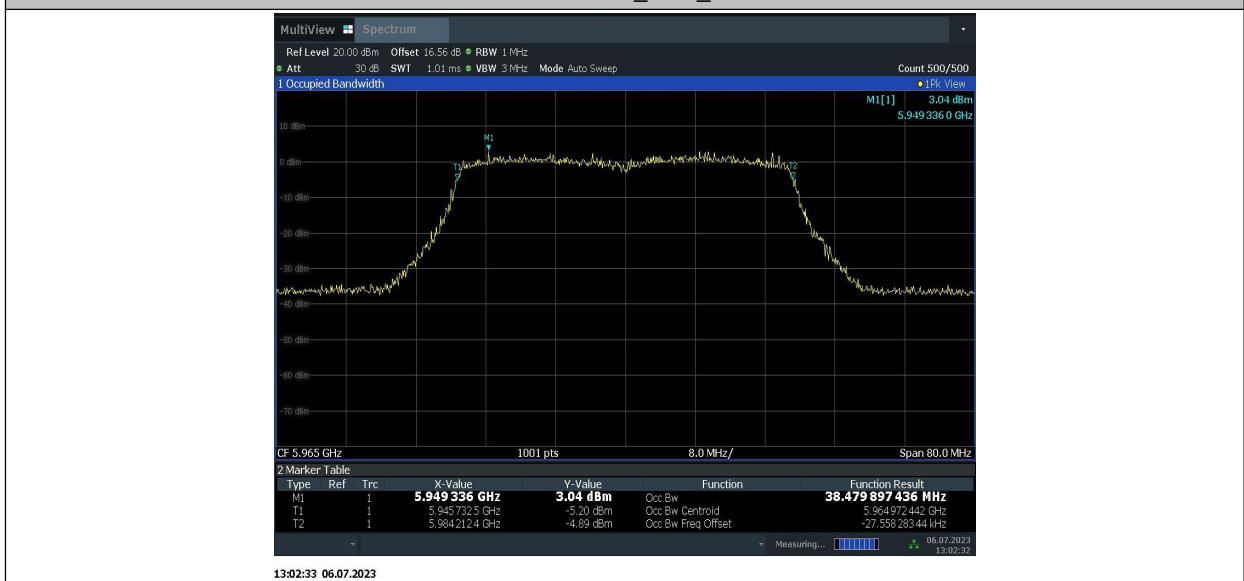 MultiView Spectrum
Ref Level 20.00 dBm Offset 16.56 dB RBW 1 MHz
Att 30 dB SWT 1.01 ms VBW 3 MHz Mode Auto Sweep Count 500/500
1 Occupied Bandwidth 1Pk View
M1[1] 3.04 dBm
5.949 336 0 GHz
10 dBm
M1
0 dBm
T1 T2
-10 dBm
-20 dBm
-30 dBm
-40 dBm
-50 dBm
-60 dBm
-70 dBm
CF 5.965 GHz 1001 pts 8.0 MHz/ Span 80.0 MHz
2 Marker Table
Type Ref Trc X-Value Y-Value Function Function Result
M1 1 5.949 336 GHz 3.04 dBm Occ Bw 38.479 897 436 MHz
T1 1 5.945 732 5 GHz -5.20 dBm Occ Bw Centroid 5.964 972 442 GHz
T2 1 5.984 212 4 GHz -4.89 dBm Occ Bw Freq Offset -27.558 283 44 kHz
Measuring... 06.07.2023
13:02:32
13:02:33 06.07.2023